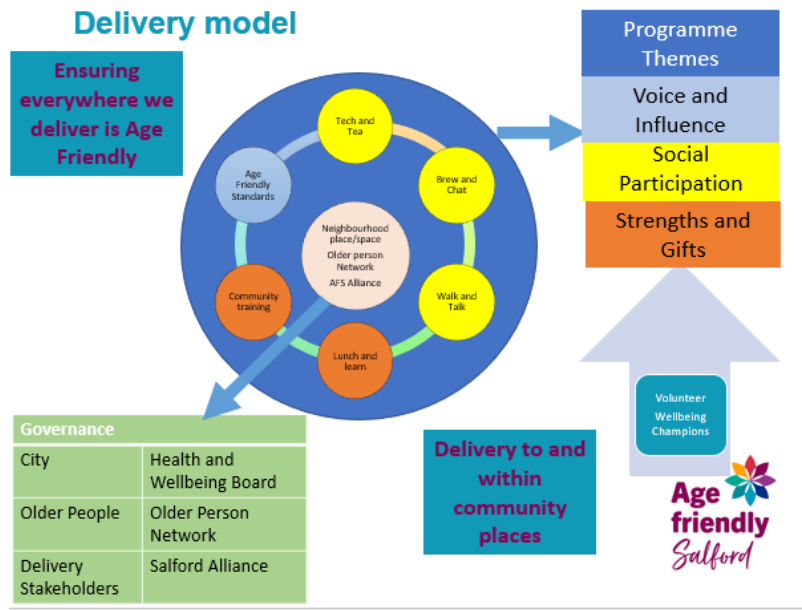 Delivery model
Ensuring
everywhere we
deliver is Age
Friendly
Tech and
Tea
Brew and
Chat
Walk and
Talk
Lunch and
learn
Community
training
Age
Friendly
Standards
Neighbourhood
place/space
Older person
Network
AFS Alliance
Programme
Themes
Voice and
Influence
Social
Participation
Strengths and
Gifts
Volunteer
Wellbeing
Champions
Governance
City
Health and
Wellbeing Board
Older People
Older Person
Network
Delivery
Stakeholders
Salford Alliance
Delivery to and
within
community
places
Age
friendly
Salford